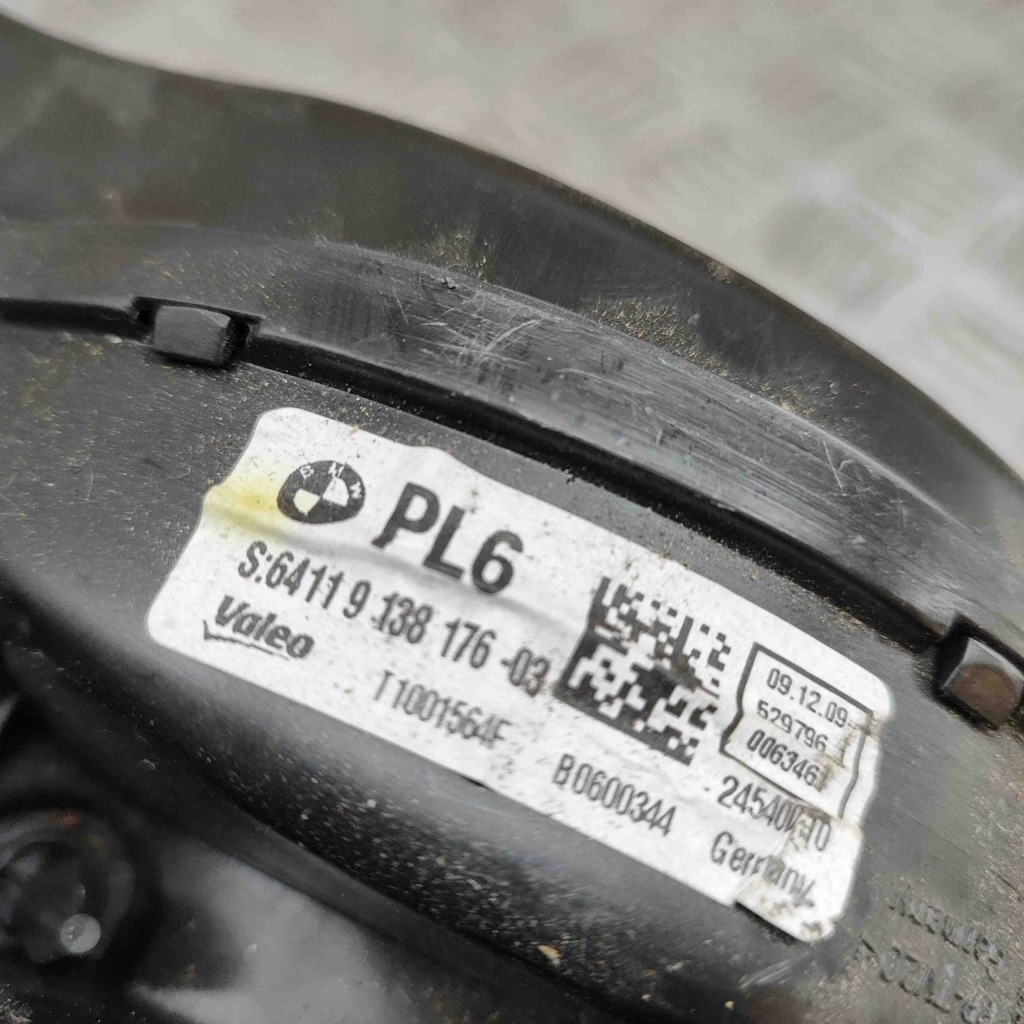 BMW
PL6
S:6411 9 138 176 -03
Valeo
T1001564F
B0600344
09.12.09
529796
006346
Germany